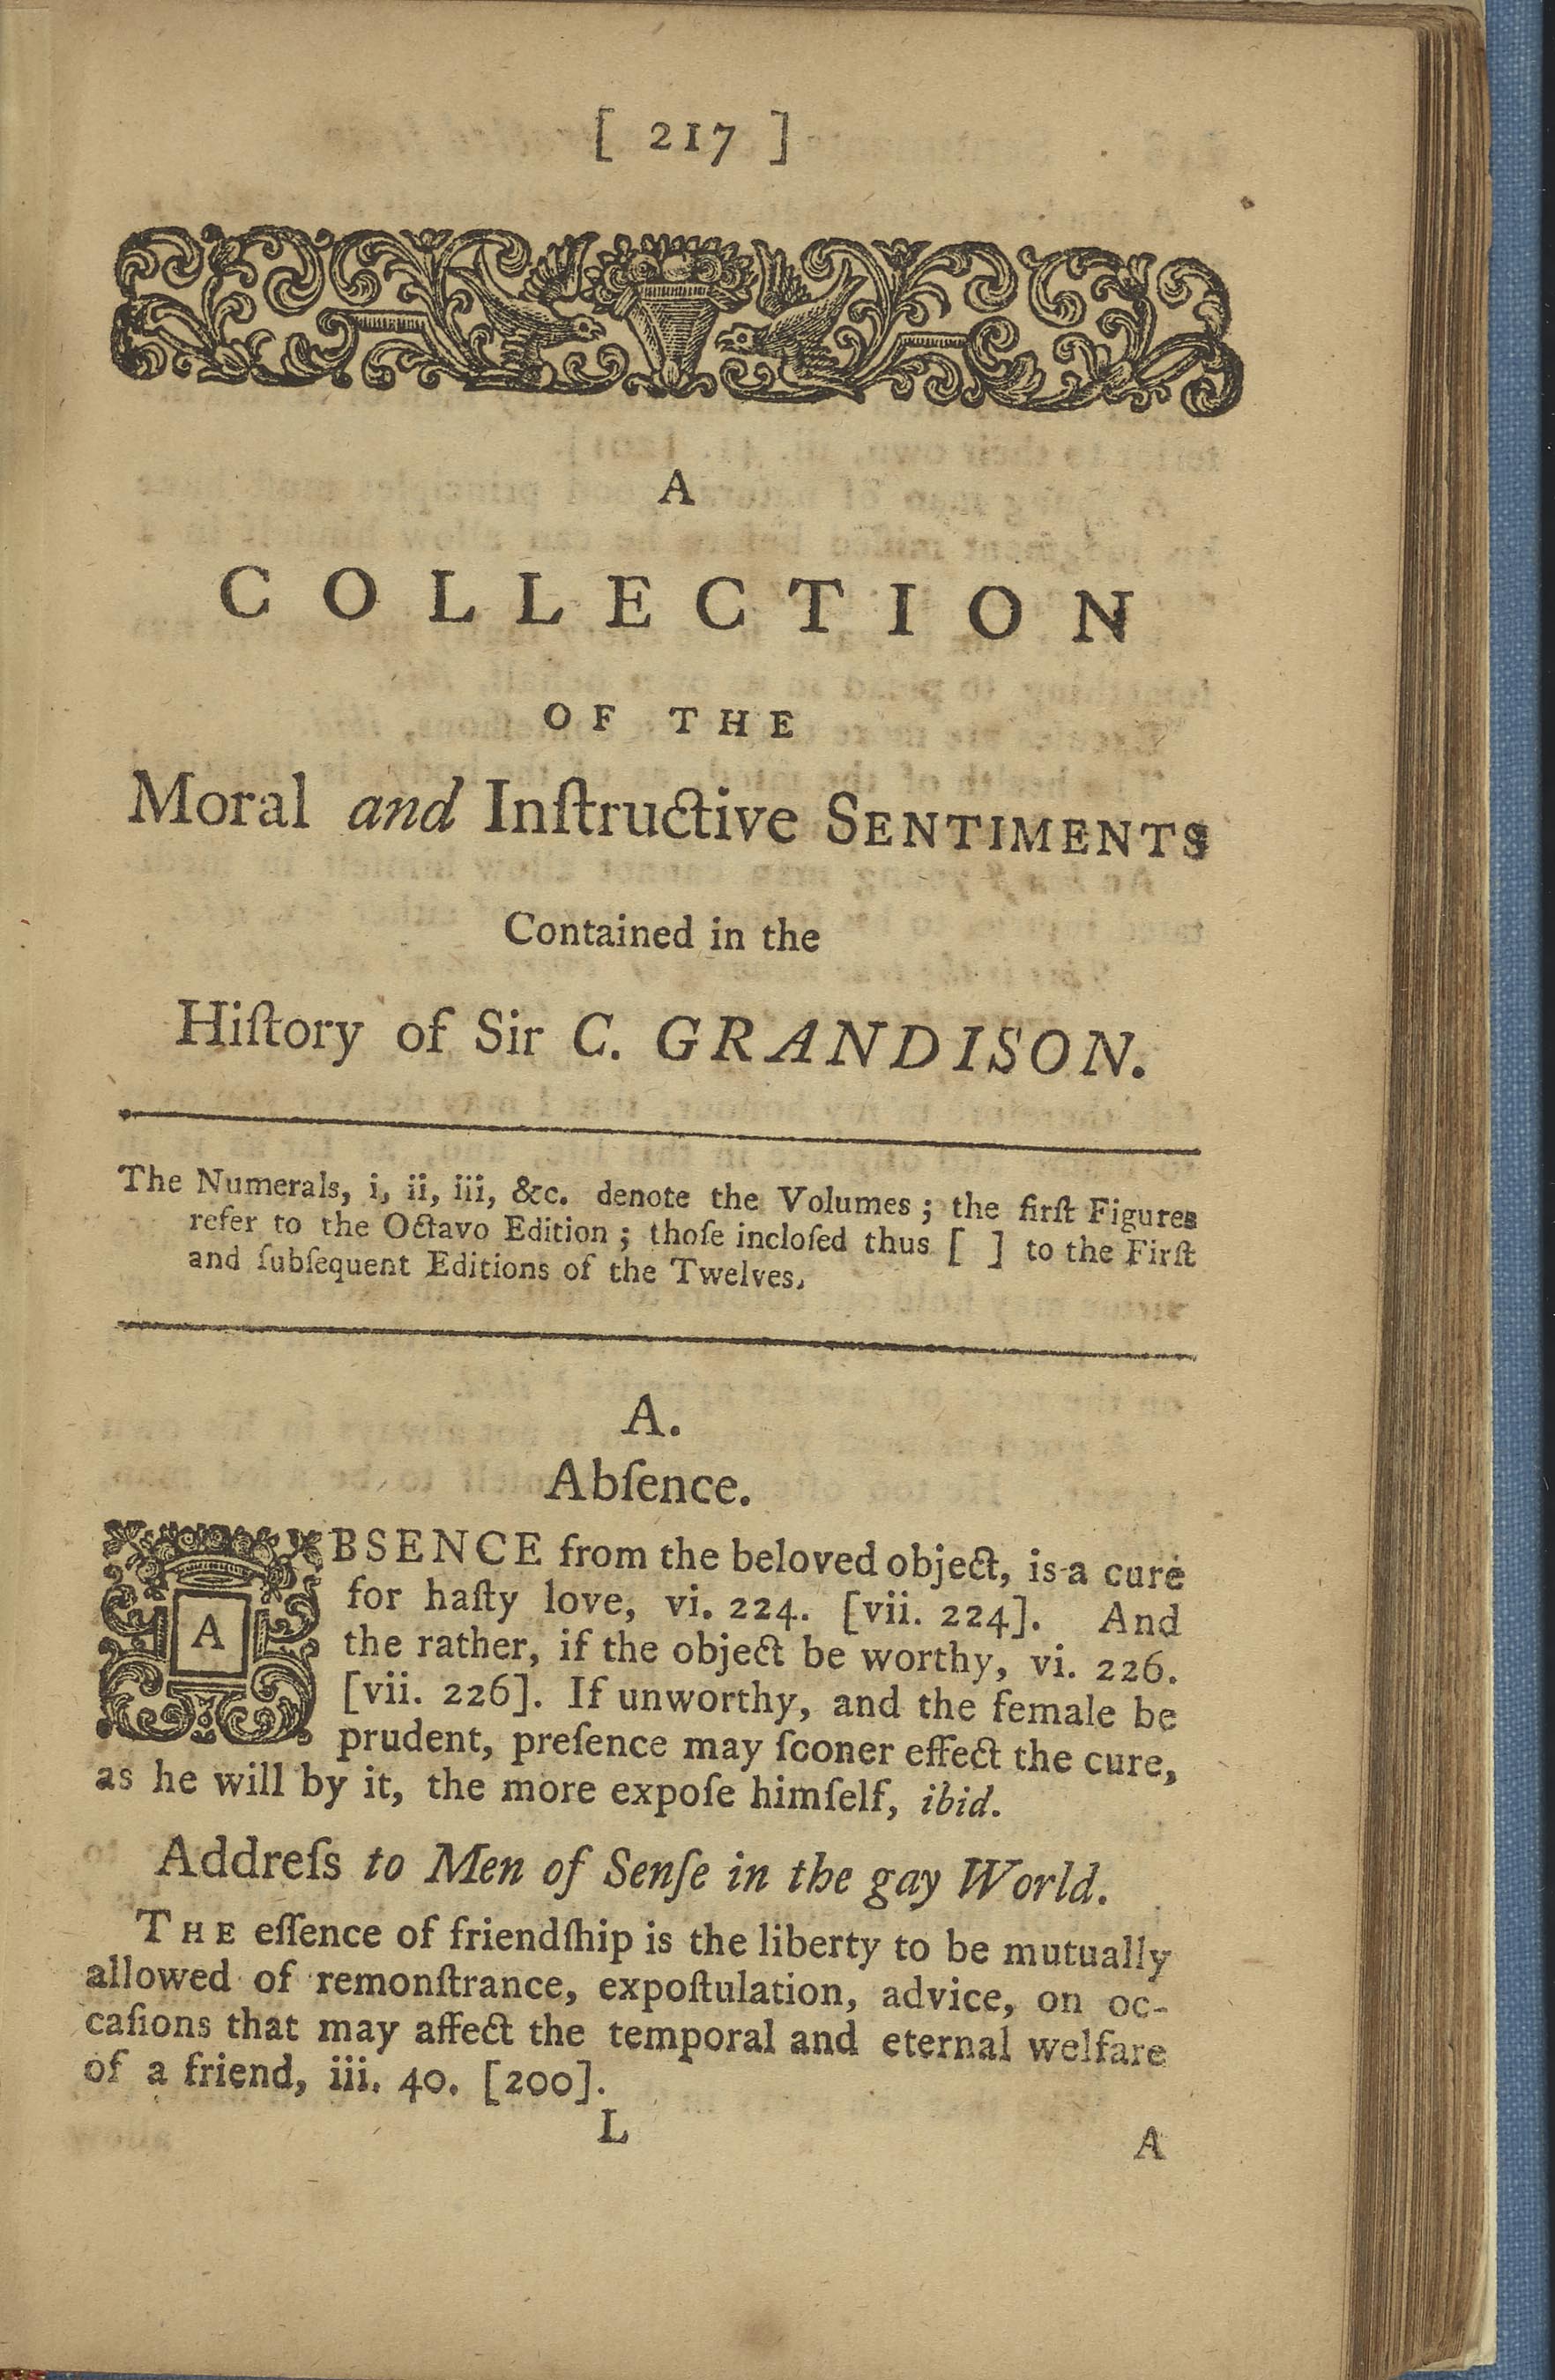 [ 217 ]
A
COLLECTION
OF THE
Moral and Inſtructive SENTIMENTS
Contained in the
Hiſtory of Sir C. GRANDISON.
The Numerals, i, ii, iii, &c. denote the Volumes ; the firſt Figures
refer to the Octavo Edition ; thoſe incloſed thus [ ] to the Firſt
and ſubſequent Editions of the Twelves.
A.
Abſence.
ABSENCE from the beloved object, is a cure
for haſty love, vi. 224. [vii. 224]. And
the rather, if the object be worthy, vi. 226.
[vii. 226]. If unworthy, and the female be
prudent, preſence may ſooner effect the cure,
as he will by it, the more expoſe himſelf, ibid.
Addreſs to Men of Senſe in the gay World.
THE eſſence of friendſhip is the liberty to be mutually
allowed of remonſtrance, expoſtulation, advice, on oc-
caſions that may affect the temporal and eternal welfare
of a friend, iii. 40. [200].
L A